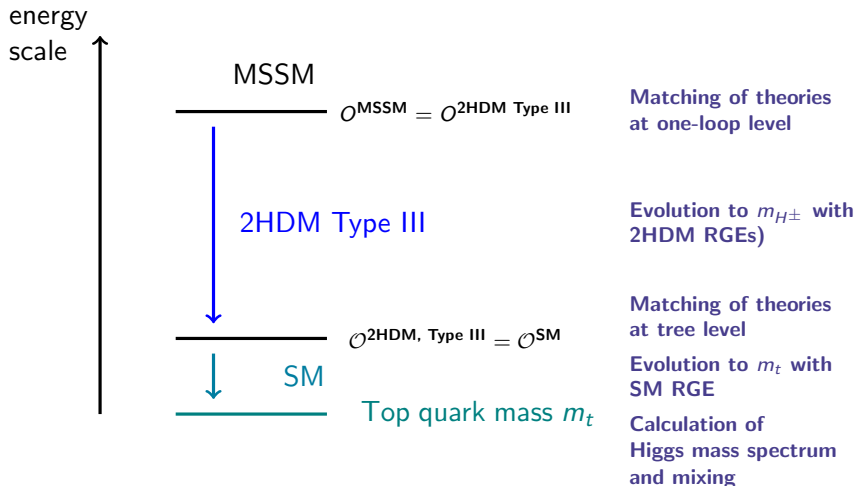 energy
scale
MSSM
O^MSSM = O^2HDM Type III
Matching of theories
at one-loop level
2HDM Type III
Evolution to m_H± with
2HDM RGEs)
𝒪^2HDM, Type III = 𝒪^SM
Matching of theories
at tree level
SM
Evolution to m_t with
SM RGE
Top quark mass m_t
Calculation of
Higgs mass spectrum
and mixing